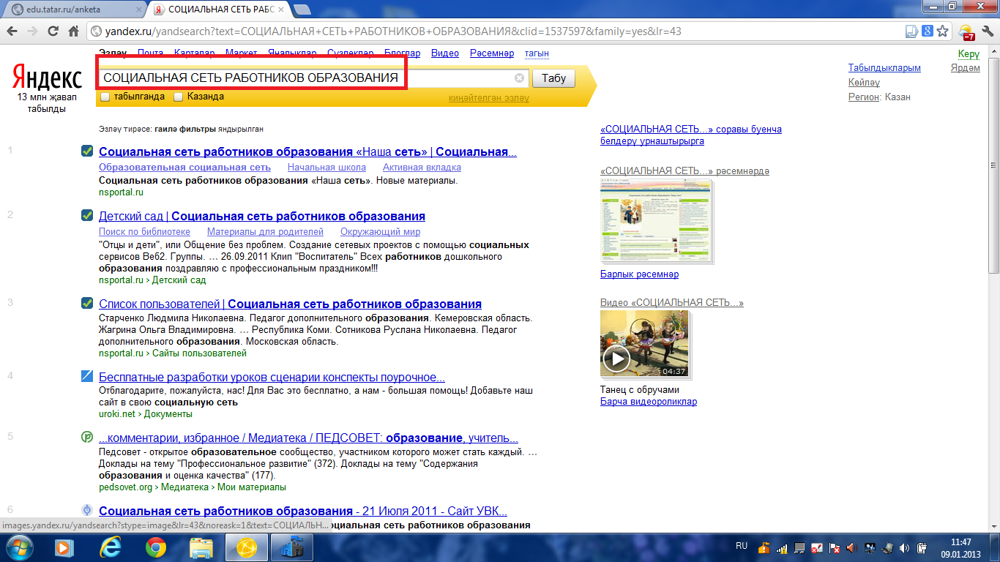 edu.tatar.ru/anketa
СОЦИАЛЬНАЯ СЕТЬ РАБО
yandex.ru/yandsearch?text=СОЦИАЛЬНАЯ+СЕТЬ+РАБОТНИКОВ+ОБРАЗОВАНИЯ&clid=1537597&family=yes&lr=43
-7
Эзләү Почта Карталар Маркет Яңалыклар Сүзлекләр Блоглар Видео Рәсемнәр тагын
Керү
Яндекс
13 млн җавап
табылды
СОЦИАЛЬНАЯ СЕТЬ РАБОТНИКОВ ОБРАЗОВАНИЯ
Табу
табылганда Казанда
киңәйтелгән эзләү
Табылдыкларым
Ярдәм
Көйләү
Регион: Казан
Эзләү тирәсе: гаилә фильтры яндырылган
1
Социальная сеть работников образования «Наша сеть» | Социальная...
Образовательная социальная сеть Начальная школа Активная вкладка
Социальная сеть работников образования «Наша сеть». Новые материалы.
nsportal.ru
2
Детский сад | Социальная сеть работников образования
Поиск по библиотеке Материалы для родителей Окружающий мир
"Отцы и дети", или Общение без проблем. Создание сетевых проектов с помощью социальных
сервисов Веб2. Группы. ... 26.09.2011 Клип "Воспитатель" Всех работников дошкольного
образования поздравляю с профессиональным праздником!!!
nsportal.ru › Детский сад
3
Список пользователей | Социальная сеть работников образования
Старченко Людмила Николаевна. Педагог дополнительного образования. Кемеровская область.
Жагрина Ольга Владимировна. ... Республика Коми. Сотникова Руслана Николаевна. Педагог
дополнительного образования. Московская область.
nsportal.ru › Сайты пользователей
4
Бесплатные разработки уроков сценарии конспекты поурочное...
Отблагодарите, пожалуйста, нас! Для Вас это бесплатно, а нам - большая помощь! Добавьте наш
сайт в свою социальную сеть
uroki.net › Документы
5
...комментарии, избранное / Медиатека / ПЕДСОВЕТ: образование, учитель...
Педсовет - открытое образовательное сообщество, участником которого может стать каждый. ...
Доклады на тему "Профессиональное развитие" (372). Доклады на тему "Содержания
образования и оценка качества" (177).
pedsovet.org › Медиатека › Мои материалы
6
Социальная сеть работников образования - 21 Июля 2011 - Сайт УВК...
оциальная сеть работников образования
«СОЦИАЛЬНАЯ СЕТЬ...» соравы буенча
белдерү урнаштырырга
«СОЦИАЛЬНАЯ СЕТЬ...» рәсемнәрдә
Барлык рәсемнәр
Видео «СОЦИАЛЬНАЯ СЕТЬ...»
04:37
Танец с обручами
Барча видеороликлар
images.yandex.ru/yandsearch?stype=image&lr=43&noreask=1&text=СОЦИАЛЬН...
RU
11:47
09.01.2013